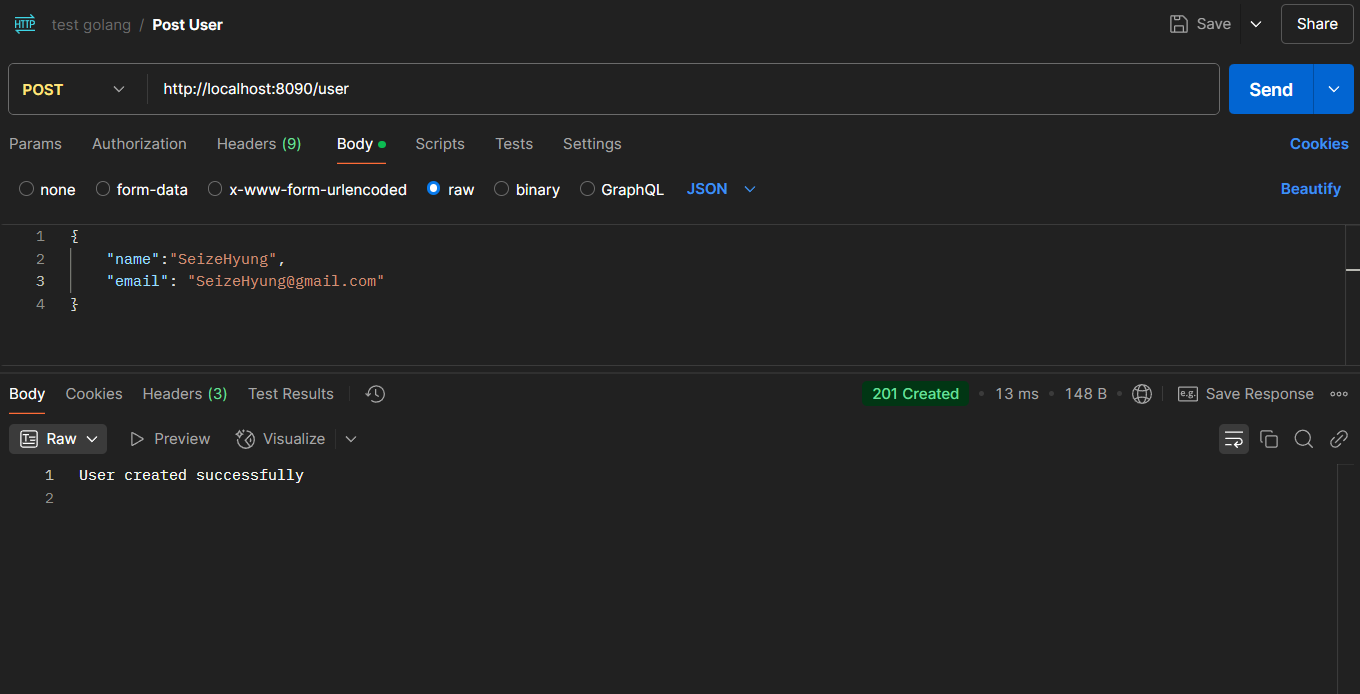 HTTP test golang / Post User Save Share
POST http://localhost:8090/user Send
Params Authorization Headers (9) Body Scripts Tests Settings Cookies
none form-data x-www-form-urlencoded raw binary GraphQL JSON Beautify
1 {
2 "name":"SeizeHyung",
3 "email": "SeizeHyung@gmail.com"
4 }
Body Cookies Headers (3) Test Results 201 Created • 13 ms • 148 B • e.g. Save Response
Raw Preview Visualize
1 User created successfully
2